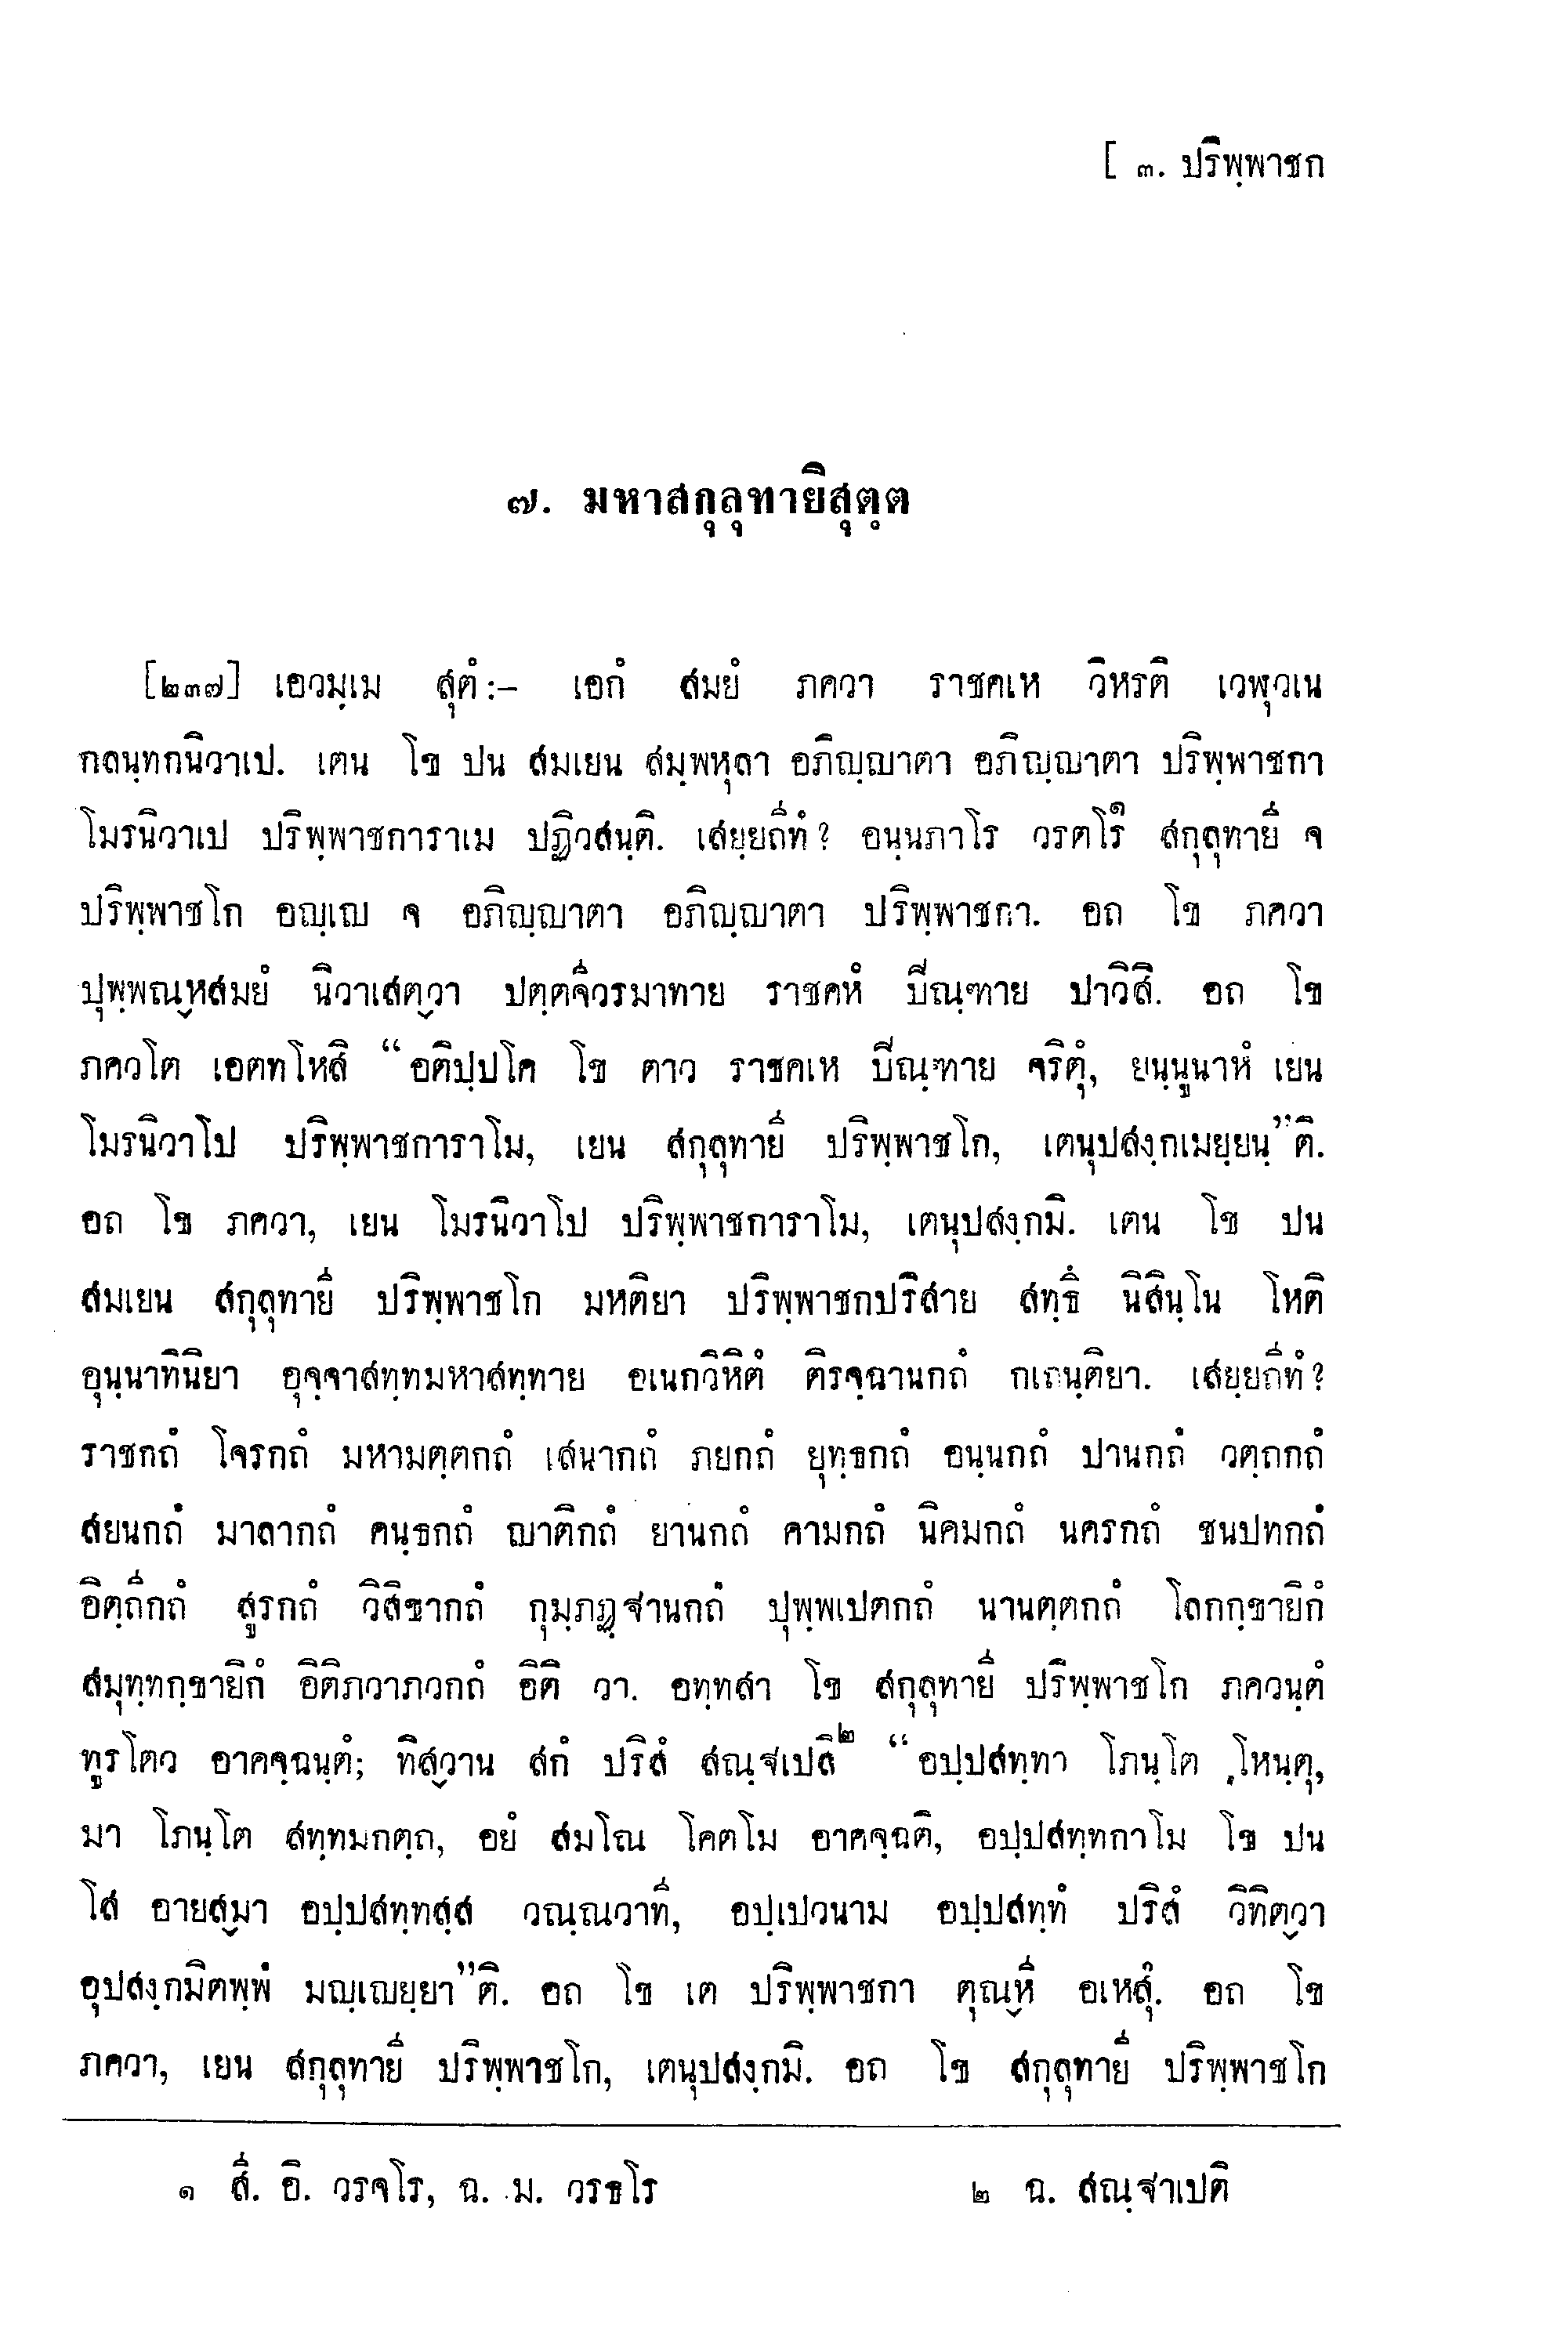 [ ๓. ปริพฺพาชก
๗. มหาสกุลุทายิสุตฺต
[๒๓๗] เอวมฺเม สุตํ:– เอกํ สมยํ ภควา ราชคเห วิหรติ เวฬุวเน
กลนฺทกนิวาเป. เตน โข ปน สมเยน สมฺพหุลา อภิญฺญาตา อภิญฺญาตา ปริพฺพาชกา
โมรนิวาเป ปริพฺพาชการาเม ปฏิวสนฺติ. เสยฺยถีทํ? อนฺนภาโร วรตโร๑ สกุลุทายี จ
ปริพฺพาชโก อญฺเญ จ อภิญฺญาตา อภิญฺญาตา ปริพฺพาชกา. อถ โข ภควา
ปุพฺพณฺหสมยํ นิวาเสตฺวา ปตฺตจีวรมาทาย ราชคหํ ปิณฺฑาย ปาวิสิ. อถ โข
ภควโต เอตทโหสิ “อติปฺปโค โข ตาว ราชคเห ปิณฺฑาย จริตุํ, ยนฺนูนาหํ เยน
โมรนิวาโป ปริพฺพาชการาโม, เยน สกุลุทายี ปริพฺพาชโก, เตนุปสงฺกเมยฺยนฺ”ติ.
อถ โข ภควา, เยน โมรนิวาโป ปริพฺพาชการาโม, เตนุปสงฺกมิ. เตน โข ปน
สมเยน สกุลุทายี ปริพฺพาชโก มหติยา ปริพฺพาชกปริสาย สทฺธึ นิสินฺโน โหติ
อุนฺนาทินิยา อุจฺจาสทฺทมหาสทฺทาย อเนกวิหิตํ ติรจฺฉานกถํ กเถนฺติยา. เสยฺยถีทํ?
ราชกถํ โจรกถํ มหามตฺตกถํ เสนากถํ ภยกถํ ยุทฺธกถํ อนฺนกถํ ปานกถํ วตฺถกถํ
สยนกถํ มาลากถํ คนฺธกถํ ญาติกถํ ยานกถํ คามกถํ นิคมกถํ นครกถํ ชนปทกถํ
อิตฺถีกถํ สูรกถํ วิสิขากถํ กุมฺภฏฺฐานกถํ ปุพฺพเปตกถํ นานตฺตกถํ โลกกฺขายิกํ
สมุทฺทกฺขายิกํ อิติภวาภวกถํ อิติ วา. อทฺทสา โข สกุลุทายี ปริพฺพาชโก ภควนฺตํ
ทูรโตว อาคจฺฉนฺตํ; ทิสฺวาน สกํ ปริสํ สณฺฐเปสิ๒ “อปฺปสทฺทา โภนฺโต โหนฺตุ,
มา โภนฺโต สทฺทมกตฺถ, อยํ สมโณ โคตโม อาคจฺฉติ, อปฺปสทฺทกาโม โข ปน
โส อายสฺมา อปฺปสทฺทสฺส วณฺณวาที, อปฺเปวนาม อปฺปสทฺทํ ปริสํ วิทิตฺวา
อุปสงฺกมิตพฺพํ มญฺเญยฺยา”ติ. อถ โข เต ปริพฺพาชกา ตุณฺหี อเหสุํ. อถ โข
ภควา, เยน สกุลุทายี ปริพฺพาชโก, เตนุปสงฺกมิ. อถ โข สกุลุทายี ปริพฺพาชโก
๑ สี. อิ. วรจโร, ฉ. ม. วรธโร ๒ ฉ. สณฺฐาเปติ